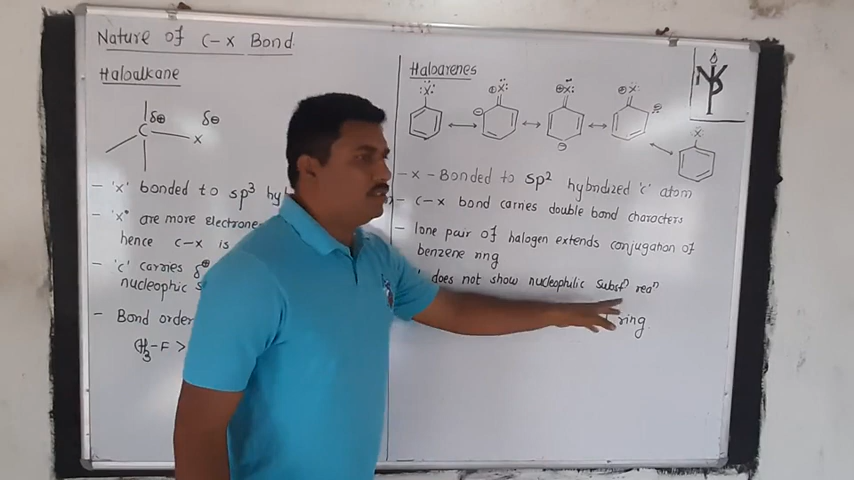 Nature of C-X Bond
Haloalkane
δ⊕ δ⊖
C X
- 'X' bonded to sp³ hy
- 'X' are more electrone-
hence C-X is
- 'C' carries δ⊕
nucleophic s
- Bond order
CH₃-F >
Haloarenes
:Ẍ: ⊕Ẍ: ⊕Ẍ: ⊕Ẍ:
⊖ ⊖ ⊖
Ẍ:
- X - Bonded to sp² hybridized 'C' atom
- C-X bond carries double bond characters
- lone pair of halogen extends conjugation of
benzene ring
does not show nucleophilic substⁿ reaⁿ
ring.